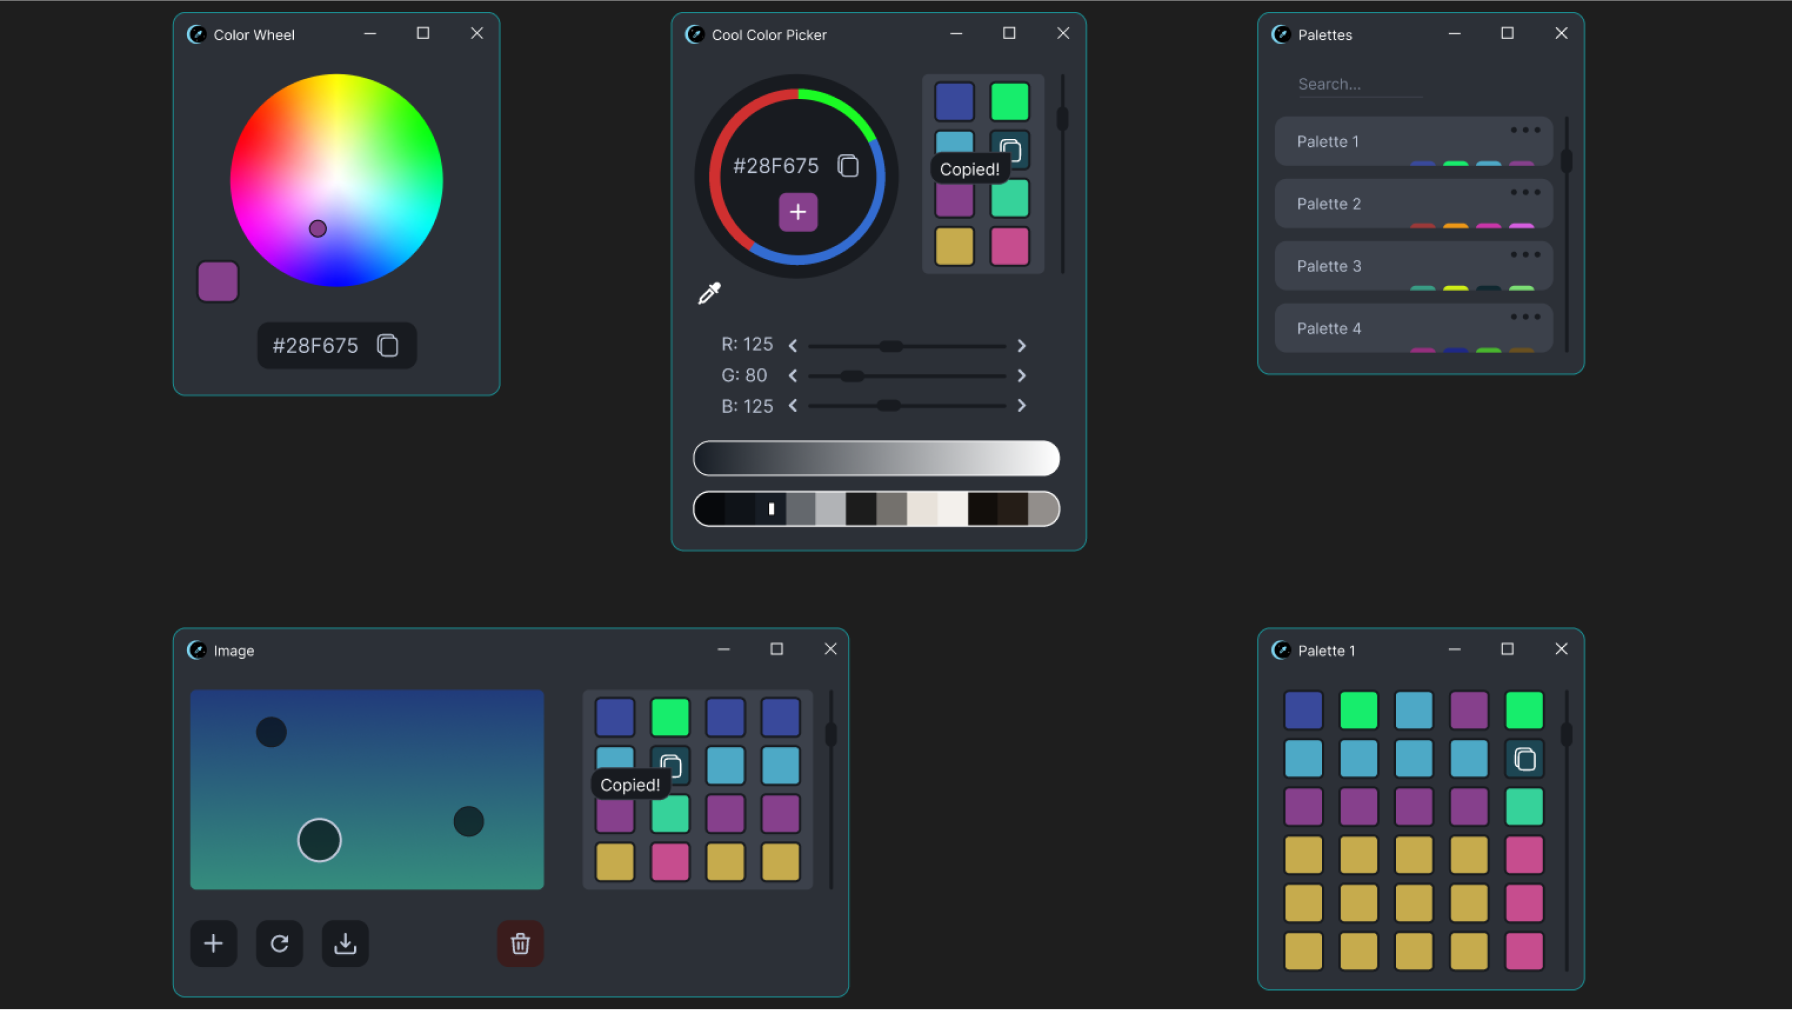 Color Wheel
#28F675
Cool Color Picker
#28F675
Copied!
R: 125
G: 80
B: 125
Palettes
Search...
Palette 1
Palette 2
Palette 3
Palette 4
Image
Copied!
Palette 1